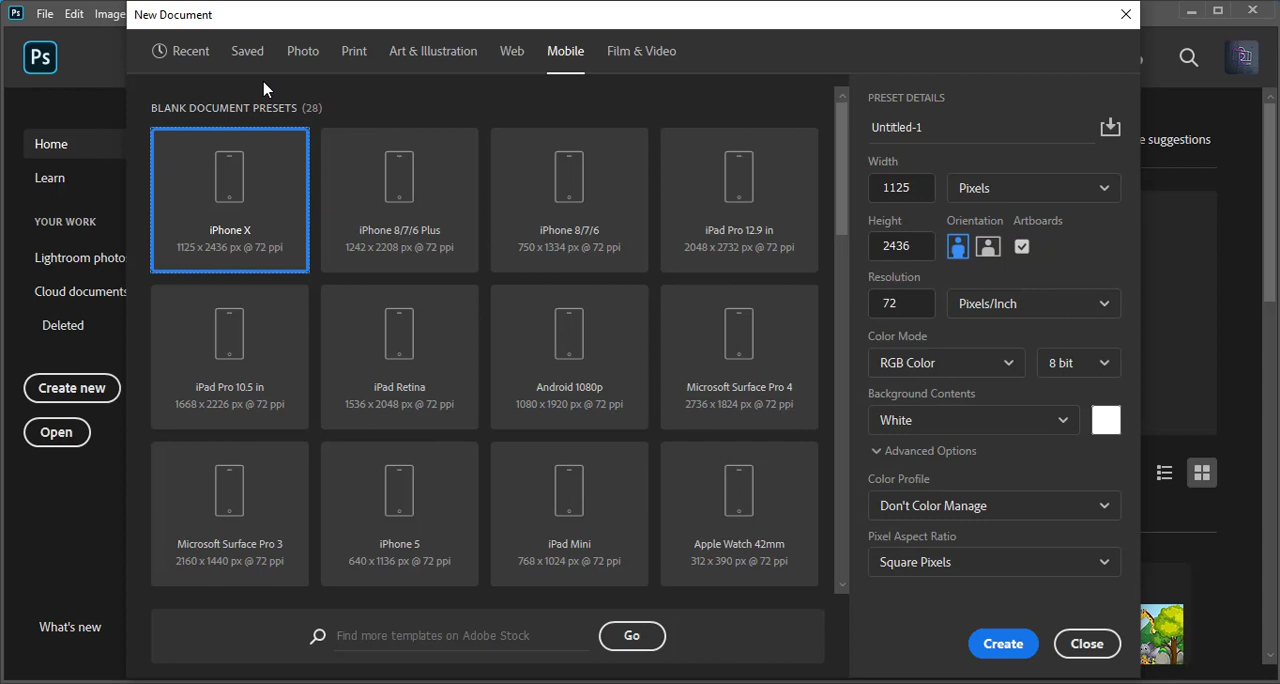 Ps File Edit Image
New Document
Ps
Recent Saved Photo Print Art & Illustration Web Mobile Film & Video
BLANK DOCUMENT PRESETS (28)
Home
Learn
YOUR WORK
Lightroom photo
Cloud documents
Deleted
Create new
Open
What's new
iPhone X
1125 x 2436 px @ 72 ppi
iPhone 8/7/6 Plus
1242 x 2208 px @ 72 ppi
iPhone 8/7/6
750 x 1334 px @ 72 ppi
iPad Pro 12.9 in
2048 x 2732 px @ 72 ppi
iPad Pro 10.5 in
1668 x 2226 px @ 72 ppi
iPad Retina
1536 x 2048 px @ 72 ppi
Android 1080p
1080 x 1920 px @ 72 ppi
Microsoft Surface Pro 4
2736 x 1824 px @ 72 ppi
Microsoft Surface Pro 3
2160 x 1440 px @ 72 ppi
iPhone 5
640 x 1136 px @ 72 ppi
iPad Mini
768 x 1024 px @ 72 ppi
Apple Watch 42mm
312 x 390 px @ 72 ppi
Find more templates on Adobe Stock
Go
PRESET DETAILS
Untitled-1
Width
1125 Pixels
Height Orientation Artboards
2436
Resolution
72 Pixels/Inch
Color Mode
RGB Color 8 bit
Background Contents
White
Advanced Options
Color Profile
Don't Color Manage
Pixel Aspect Ratio
Square Pixels
Create Close
e suggestions